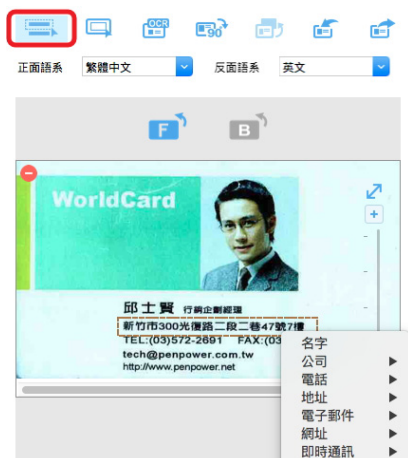 OCR
90°
正面語系 繁體中文 反面語系 英文
F B
WorldCard
邱士賢 行銷企劃經理
新竹市300光復路二段二巷47號7樓
TEL:(03)572-2691 FAX:(03
tech@penpower.com.tw
http://www.penpower.net
名字
公司
電話
地址
電子郵件
網址
即時通訊